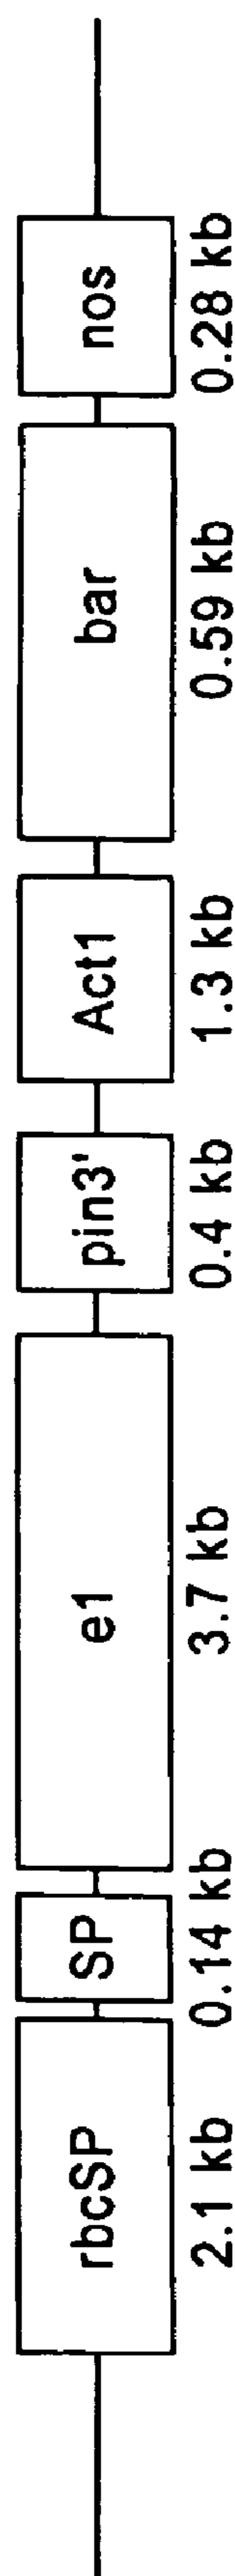 rbcSP
SP
e1
pin3'
Act1
bar
nos
2.1 kb
0.14 kb
3.7 kb
0.4 kb
1.3 kb
0.59 kb
0.28 kb